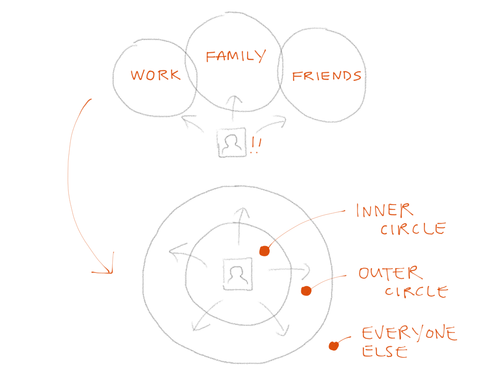 WORK
FAMILY
FRIENDS
!!
INNER
CIRCLE
OUTER
CIRCLE
EVERYONE
ELSE